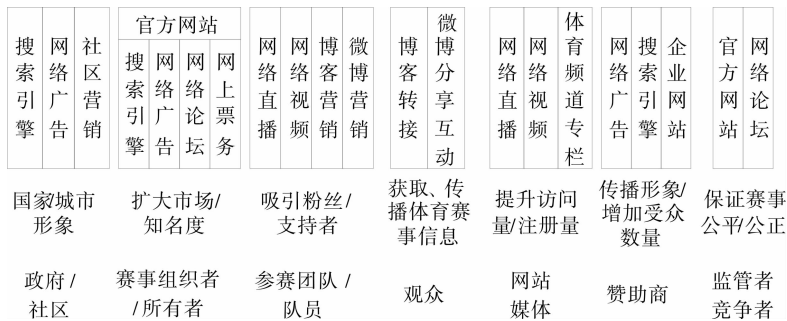 搜索引擎
网络广告
社区营销
官方网站
搜索引擎
网络广告
网络论坛
网上票务
网络直播
网络视频
博客营销
微博营销
博客转接
微博分享互动
网络直播
网络视频
体育频道专栏
网络广告
搜索引擎
企业网站
官方网站
网络论坛
国家/城市
形象
扩大市场/
知名度
吸引粉丝/
支持者
获取、传
播体育赛
事信息
提升访问
量/注册量
传播形象/
增加受众
数量
保证赛事
公平/公正
政府/
社区
赛事组织者
/所有者
参赛团队/
队员
观众
网站
媒体
赞助商
监管者
竞争者